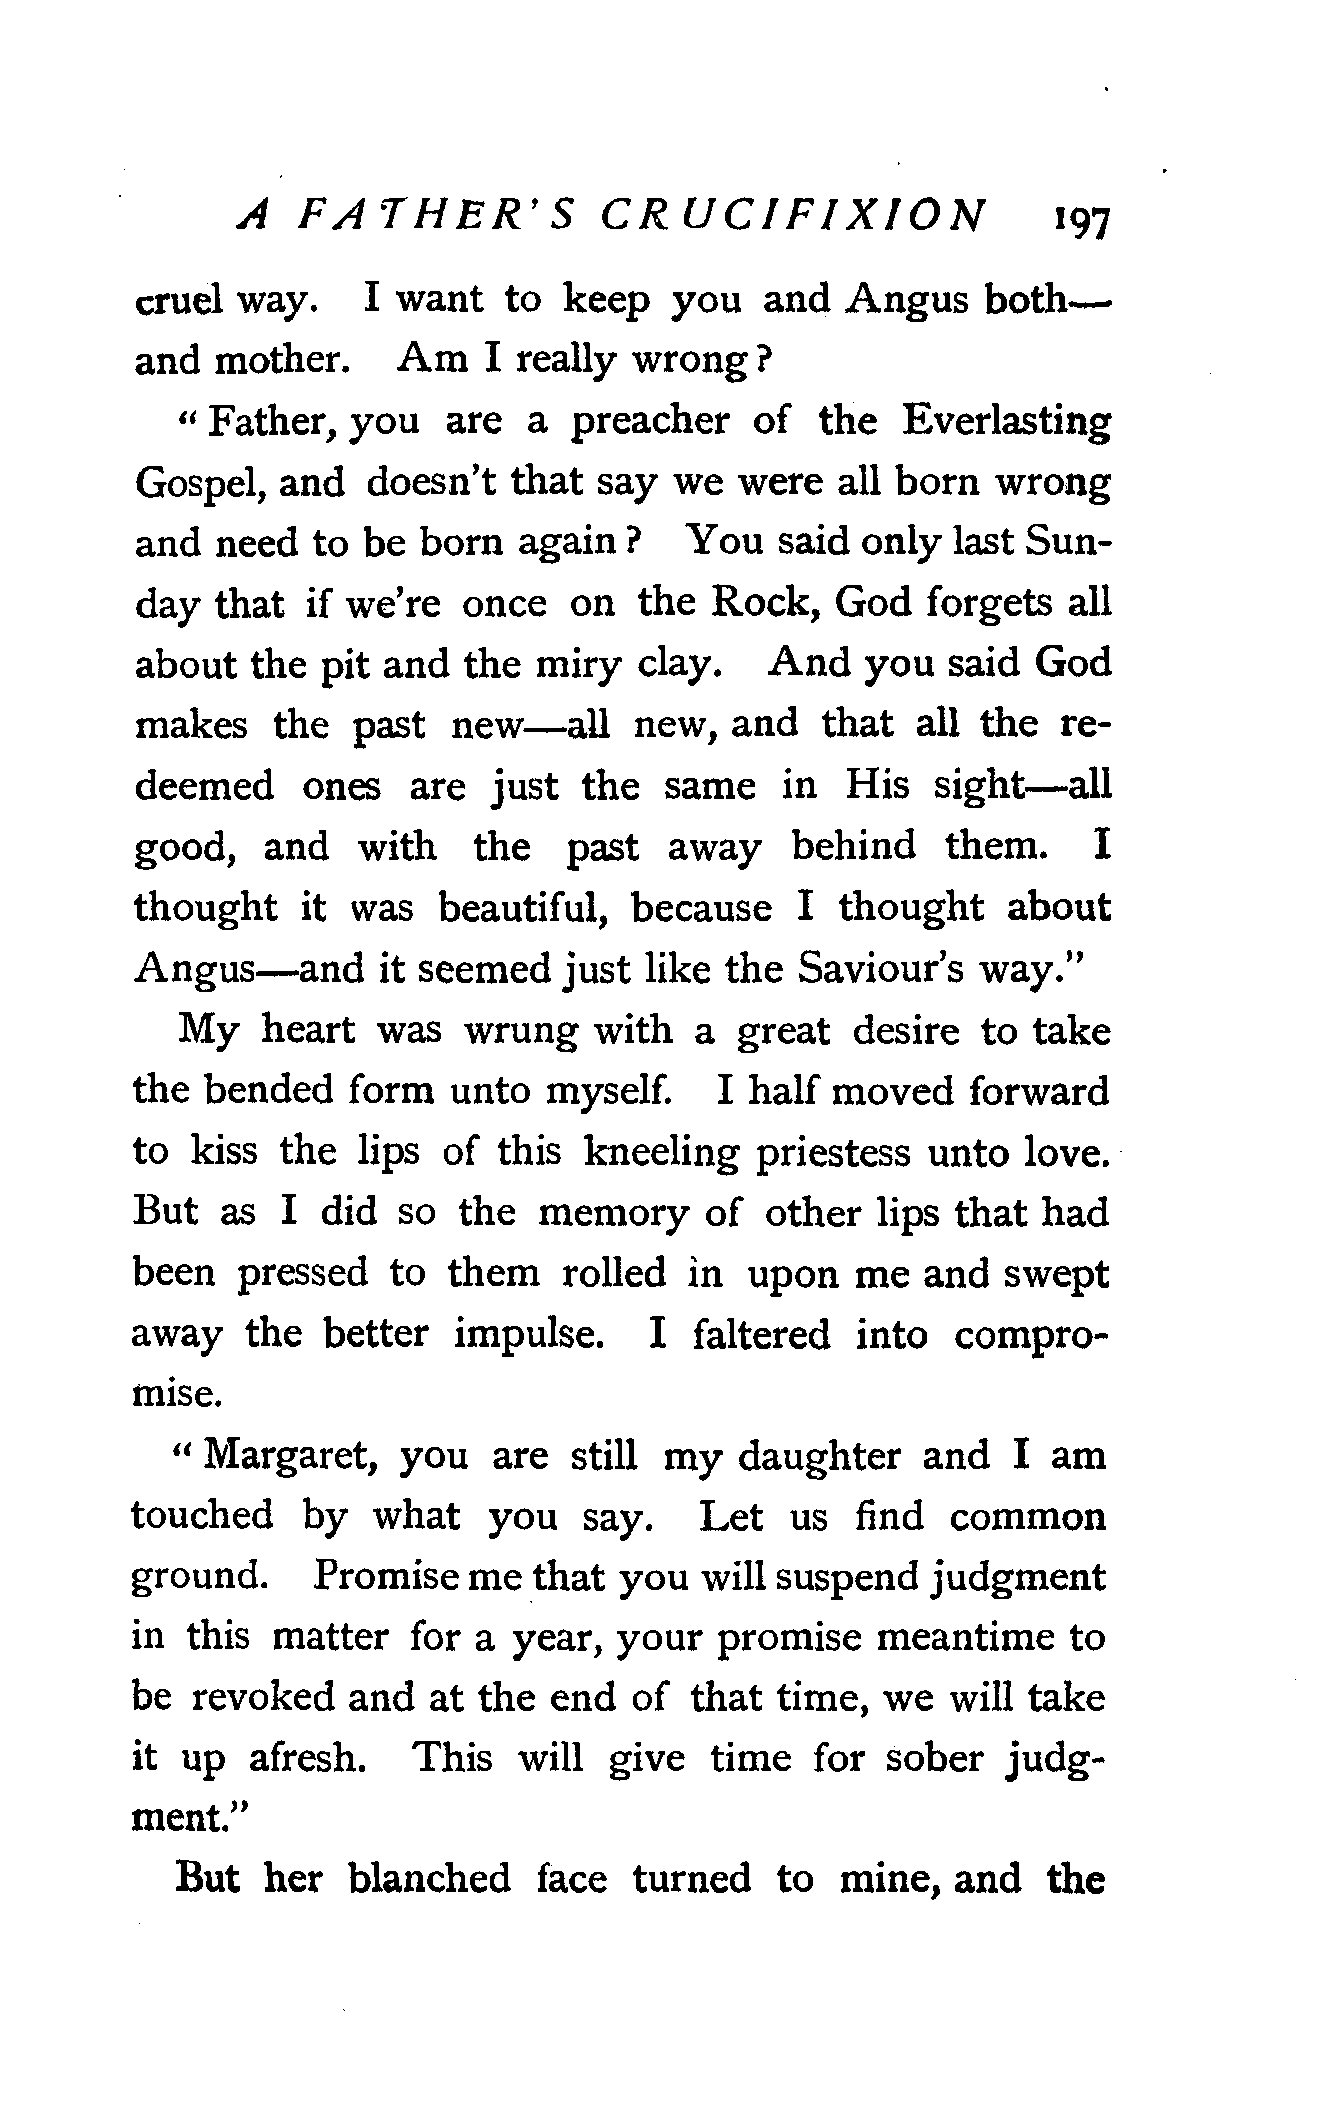 A FATHER'S CRUCIFIXION 197
cruel way. I want to keep you and Angus both—
and mother. Am I really wrong?
"Father, you are a preacher of the Everlasting
Gospel, and doesn't that say we were all born wrong
and need to be born again? You said only last Sun-
day that if we're once on the Rock, God forgets all
about the pit and the miry clay. And you said God
makes the past new—all new, and that all the re-
deemed ones are just the same in His sight—all
good, and with the past away behind them. I
thought it was beautiful, because I thought about
Angus—and it seemed just like the Saviour's way."
My heart was wrung with a great desire to take
the bended form unto myself. I half moved forward
to kiss the lips of this kneeling priestess unto love.
But as I did so the memory of other lips that had
been pressed to them rolled in upon me and swept
away the better impulse. I faltered into compro-
mise.
"Margaret, you are still my daughter and I am
touched by what you say. Let us find common
ground. Promise me that you will suspend judgment
in this matter for a year, your promise meantime to
be revoked and at the end of that time, we will take
it up afresh. This will give time for sober judg-
ment."
But her blanched face turned to mine, and the